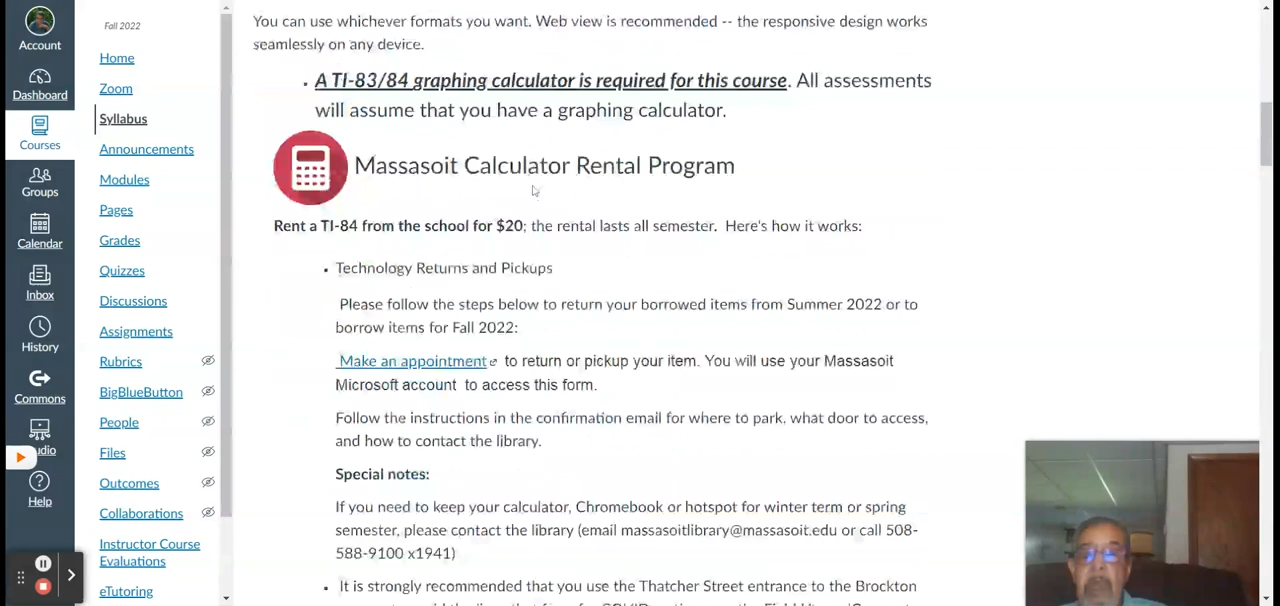 Account
Dashboard
Courses
Groups
Calendar
Inbox
History
Commons
udio
Help
Fall 2022
Home
Zoom
Syllabus
Announcements
Modules
Pages
Grades
Quizzes
Discussions
Assignments
Rubrics
BigBlueButton
People
Files
Outcomes
Collaborations
Instructor Course
Evaluations
eTutoring
You can use whichever formats you want. Web view is recommended -- the responsive design works
seamlessly on any device.
A TI-83/84 graphing calculator is required for this course. All assessments
will assume that you have a graphing calculator.
Massasoit Calculator Rental Program
Rent a TI-84 from the school for $20; the rental lasts all semester. Here's how it works:
Technology Returns and Pickups
Please follow the steps below to return your borrowed items from Summer 2022 or to
borrow items for Fall 2022:
Make an appointment to return or pickup your item. You will use your Massasoit
Microsoft account to access this form.
Follow the instructions in the confirmation email for where to park, what door to access,
and how to contact the library.
Special notes:
If you need to keep your calculator, Chromebook or hotspot for winter term or spring
semester, please contact the library (email massasoitlibrary@massasoit.edu or call 508-
588-9100 x1941)
It is strongly recommended that you use the Thatcher Street entrance to the Brockton